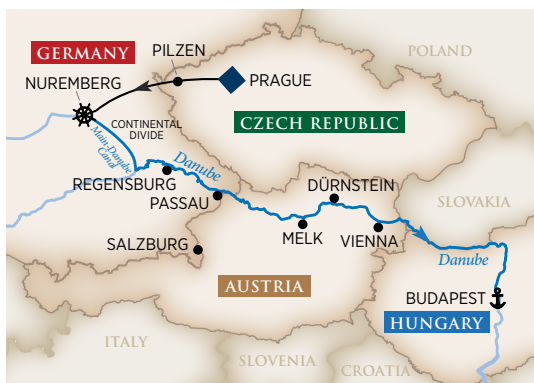 GERMANY
PILZEN
POLAND
NUREMBERG
PRAGUE
CONTINENTAL
DIVIDE
CZECH REPUBLIC
Main-Danube
Canal
Danube
REGENSBURG
DÜRNSTEIN
PASSAU
SLOVAKIA
SALZBURG
MELK
VIENNA
Danube
AUSTRIA
BUDAPEST
HUNGARY
ITALY
SLOVENIA
CROATIA